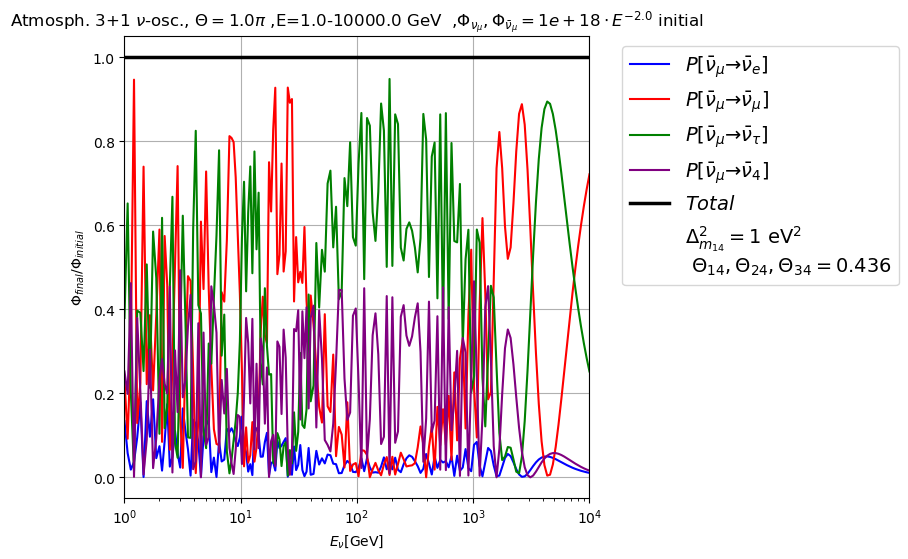 Atmosph. 3+1 ν-osc., Θ = 1.0π ,E=1.0-10000.0 GeV ,Φ_{ν_μ}, Φ_{ν̄_μ} = 1e + 18 · E^{−2.0} initial
1.0
0.8
0.6
0.4
0.2
0.0
Φ_{final}/Φ_{initial}
10^0
10^1
10^2
10^3
10^4
E_ν[GeV]
P[ν̄_μ→ν̄_e]
P[ν̄_μ→ν̄_μ]
P[ν̄_μ→ν̄_τ]
P[ν̄_μ→ν̄_4]
Total
Δ^2_{m_{14}} = 1 eV^2
Θ_{14}, Θ_{24}, Θ_{34} = 0.436